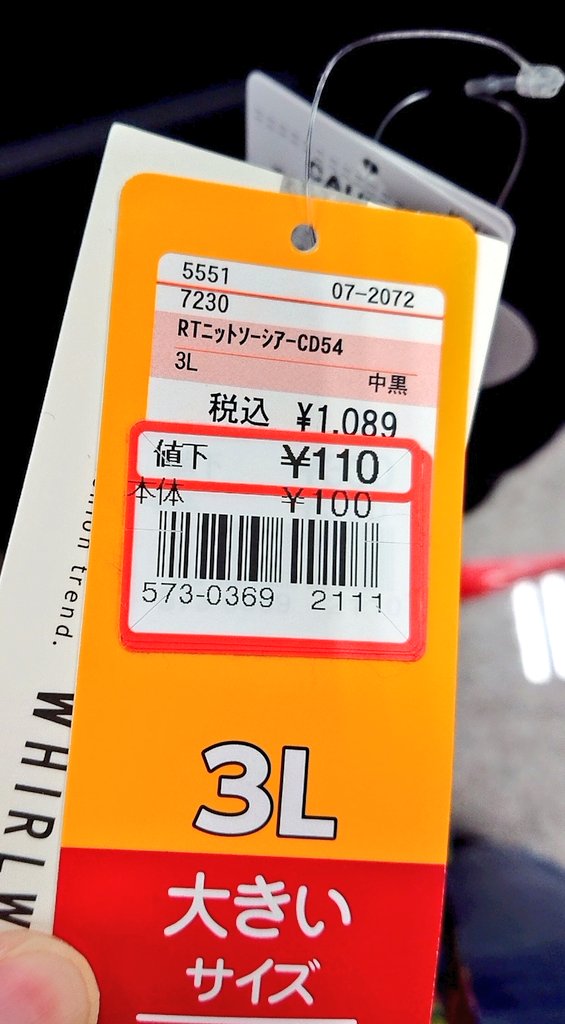 5551
07-2072
7230
RTニットソーシアーCD54
3L
中黒
税込 ¥1,089
値下 ¥110
本体 ¥100
573-0369 2111
3L
大きい
サイズ
trend.
WHIRLW